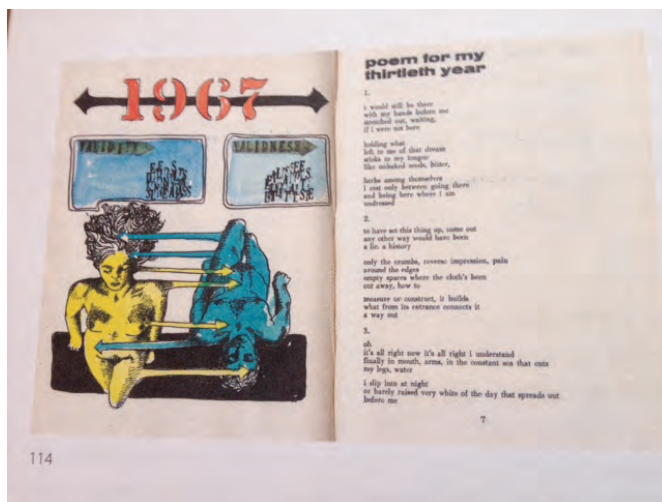 1967
VALIDITY
VALIDNESS
poem for my
thirtieth year
1.
i would still be there
with my hands before me
stretched out, waiting,
if i were not here
holding what
left to me of that dream
sticks to my tongue
like unbaked seeds, bitter,
herbs among themselves
i cost only between going there
and being here where i am
undressed
2.
to have set this thing up, come out
any other way would have been
a lie. a history
only the crumbs, reverse impression, pain
around the edges
empty spaces where the cloth's been
cut away, how to
measure or construct, it builds
what from its entrance connects it
a way out
3.
oh
it's all right now it's all right i understand
finally in mouth, arms, in the constant sea that cuts
my legs, water
i slip into at night
or barely raised very white of the day that spreads out
before me
7
114